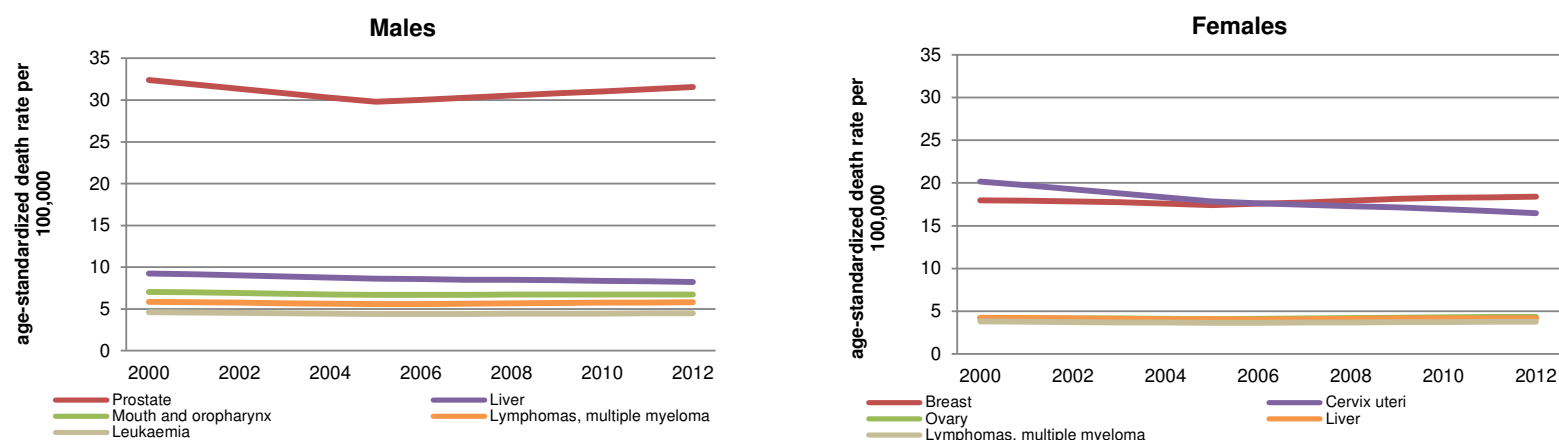 Males
age-standardized death rate per
100,000
35
30
25
20
15
10
5
0
2000 2002 2004 2006 2008 2010 2012
Prostate Liver
Mouth and oropharynx Lymphomas, multiple myeloma
Leukaemia
Females
age-standardized death rate per
100,000
35
30
25
20
15
10
5
0
2000 2002 2004 2006 2008 2010 2012
Breast Cervix uteri
Ovary Liver
Lymphomas, multiple myeloma